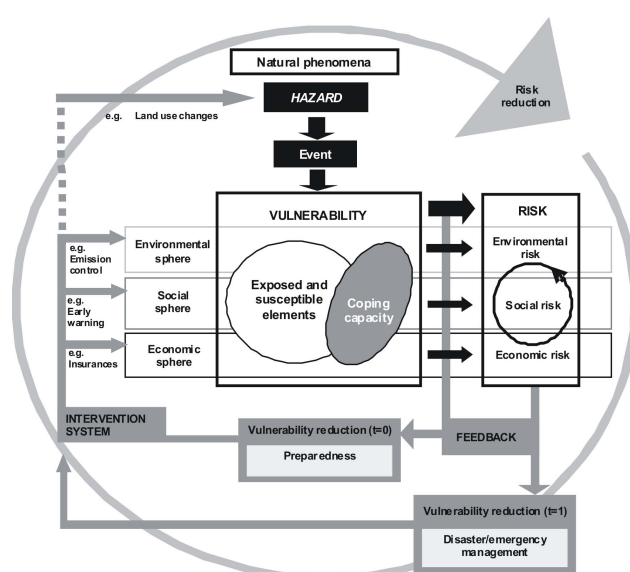 Natural phenomena
HAZARD
Risk
reduction
e.g. Land use changes
Event
VULNERABILITY
RISK
e.g.
Emission
control
Environmental
sphere
Environmental
risk
Exposed and
susceptible
elements
Coping
capacity
e.g.
Early
warning
Social
sphere
Social risk
e.g.
Insurances
Economic
sphere
Economic risk
INTERVENTION
SYSTEM
Vulnerability reduction (t=0)
Preparedness
FEEDBACK
Vulnerability reduction (t=1)
Disaster/emergency
management